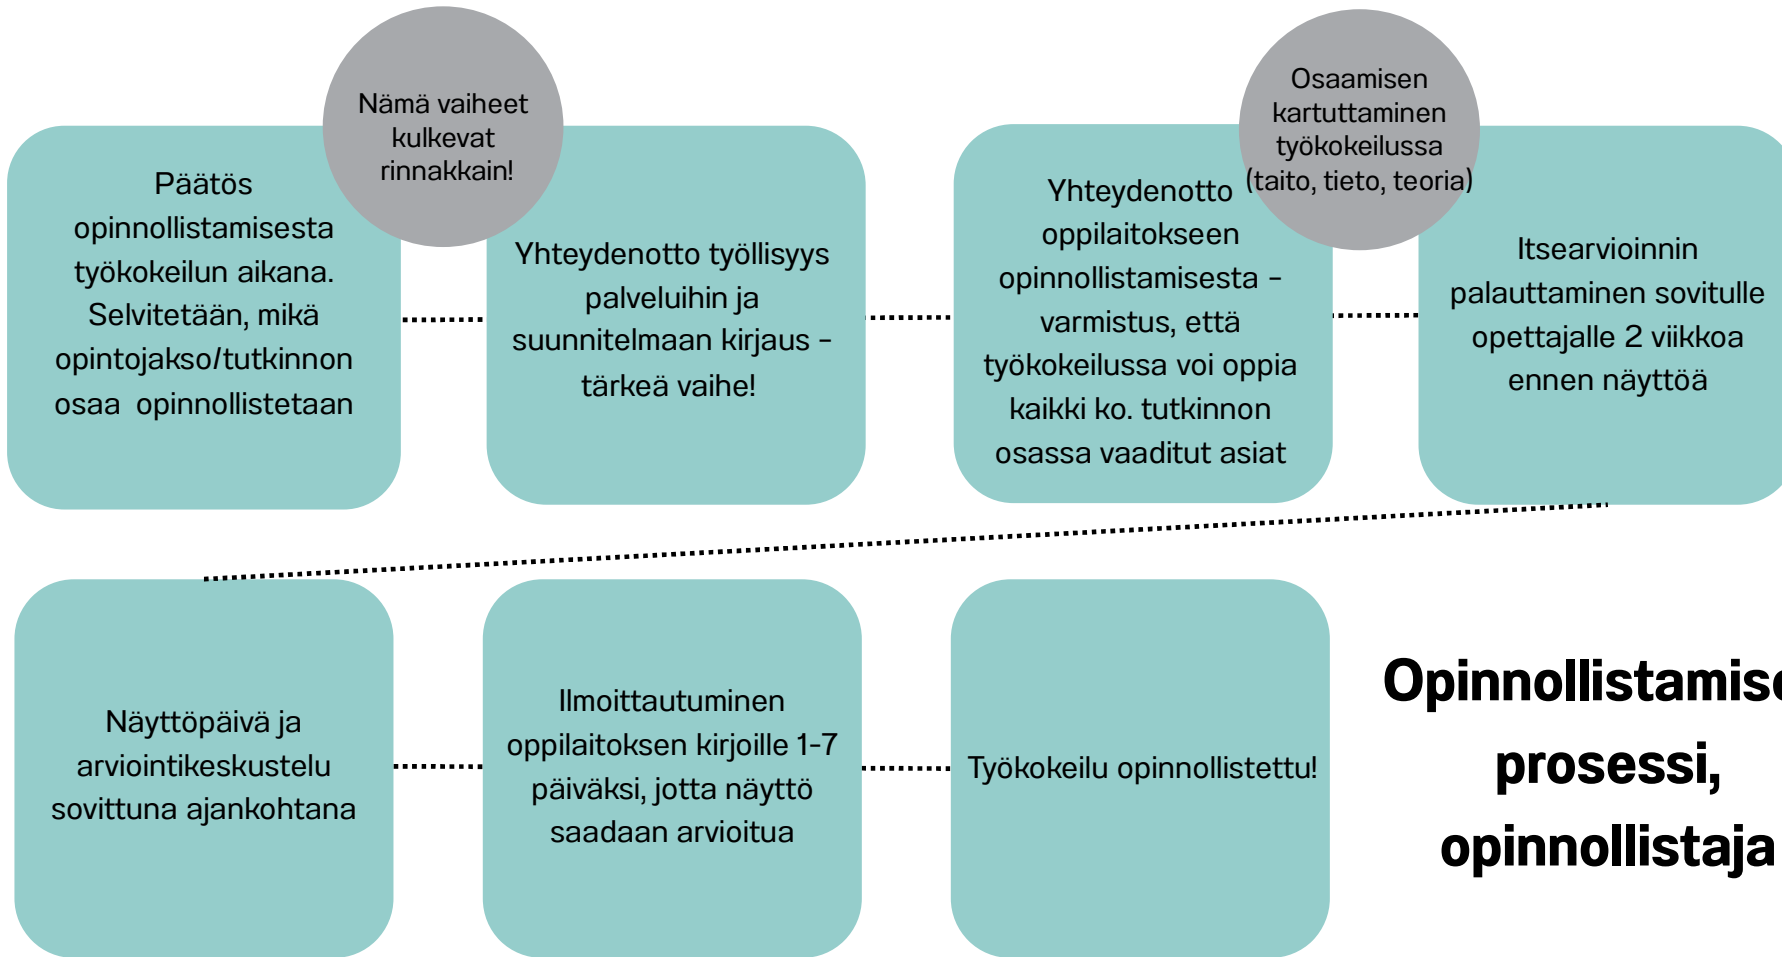 Nämä vaiheet
kulkevat
rinnakkain!
Osaamisen
kartuttaminen
työkokeilussa
(taito, tieto, teoria)
Päätös
opinnollistamisesta
työkokeilun aikana.
Selvitetään, mikä
opintojakso/tutkinnon
osaa opinnollistetaan
Yhteydenotto työllisyys
palveluihin ja
suunnitelmaan kirjaus –
tärkeä vaihe!
Yhteydenotto
oppilaitokseen
opinnollistamisesta –
varmistus, että
työkokeilussa voi oppia
kaikki ko. tutkinnon
osassa vaaditut asiat
Itsearvioinnin
palauttaminen sovitulle
opettajalle 2 viikkoa
ennen näyttöä
Näyttöpäivä ja
arviointikeskustelu
sovittuna ajankohtana
Ilmoittautuminen
oppilaitoksen kirjoille 1-7
päiväksi, jotta näyttö
saadaan arvioitua
Työkokeilu opinnollistettu!
prosessi,
opinnollistaja